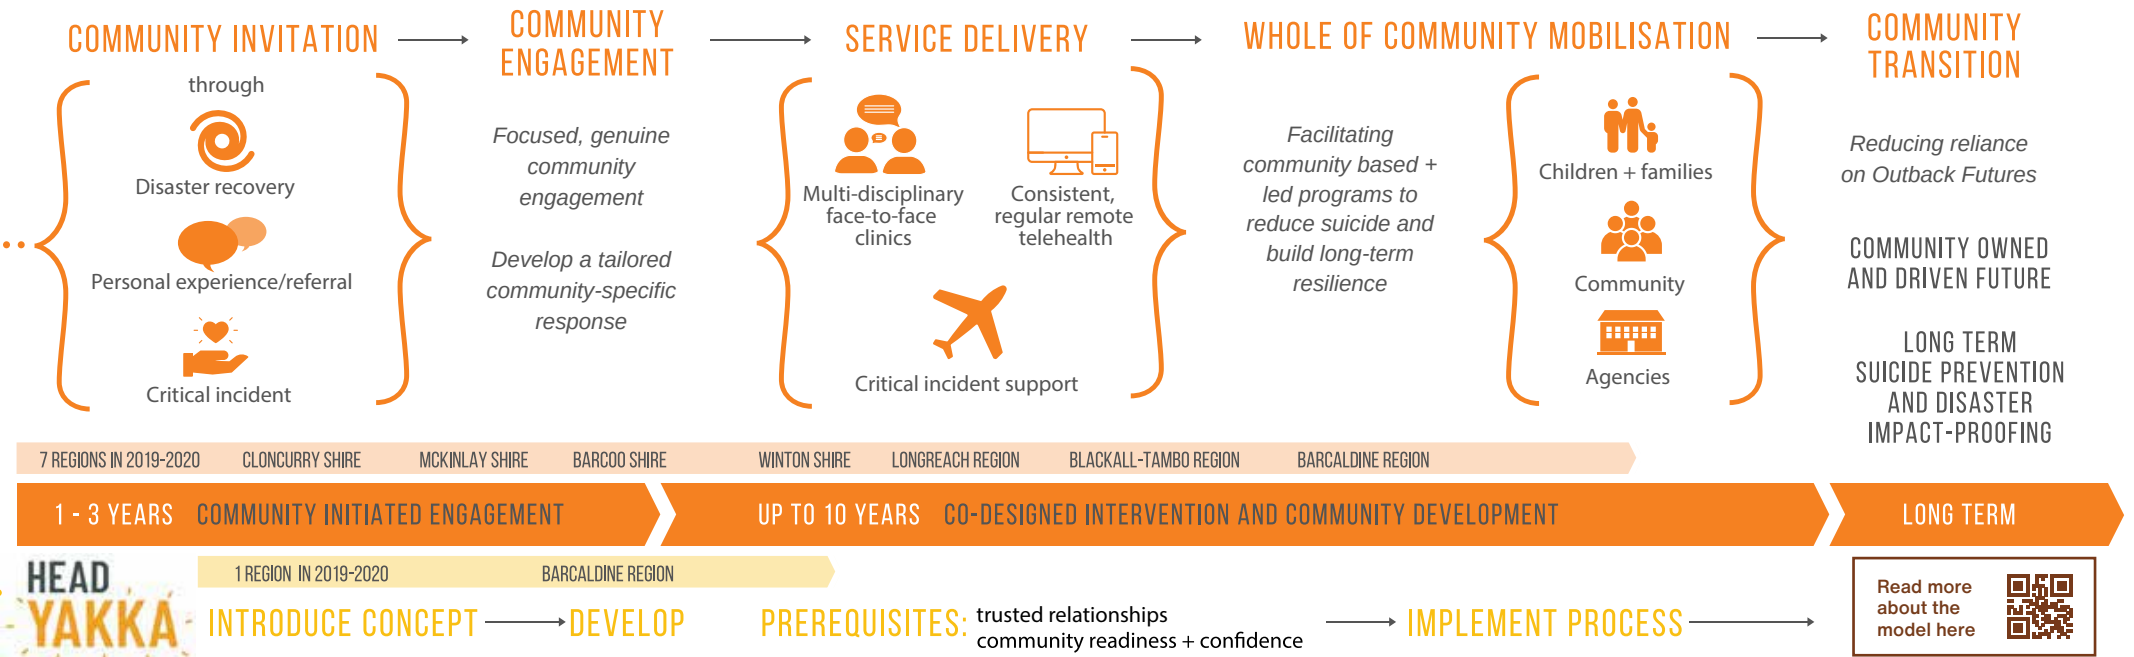 COMMUNITY INVITATION
through
Disaster recovery
Personal experience/referral
Critical incident
COMMUNITY
ENGAGEMENT
Focused, genuine
community
engagement
Develop a tailored
community-specific
response
SERVICE DELIVERY
Multi-disciplinary
face-to-face
clinics
Consistent,
regular remote
telehealth
Critical incident support
WHOLE OF COMMUNITY MOBILISATION
Facilitating
community based +
led programs to
reduce suicide and
build long-term
resilience
Children + families
Community
Agencies
COMMUNITY
TRANSITION
Reducing reliance
on Outback Futures
COMMUNITY OWNED
AND DRIVEN FUTURE
LONG TERM
SUICIDE PREVENTION
AND DISASTER
IMPACT-PROOFING
7 REGIONS IN 2019-2020 CLONCURRY SHIRE MCKINLAY SHIRE BARCOO SHIRE WINTON SHIRE LONGREACH REGION BLACKALL-TAMBO REGION BARCALDINE REGION
1 - 3 YEARS COMMUNITY INITIATED ENGAGEMENT
UP TO 10 YEARS CO-DESIGNED INTERVENTION AND COMMUNITY DEVELOPMENT
LONG TERM
HEAD
YAKKA
1 REGION IN 2019-2020 BARCALDINE REGION
INTRODUCE CONCEPT
DEVELOP
PREREQUISITES:
trusted relationships
community readiness + confidence
IMPLEMENT PROCESS
Read more
about the
model here